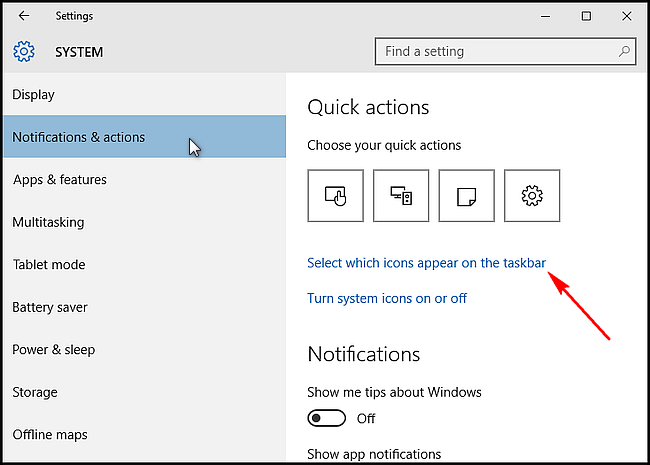 Settings
SYSTEM
Find a setting
Display
Notifications & actions
Apps & features
Multitasking
Tablet mode
Battery saver
Power & sleep
Storage
Offline maps
Quick actions
Choose your quick actions
Select which icons appear on the taskbar
Turn system icons on or off
Notifications
Show me tips about Windows
Off
Show app notifications